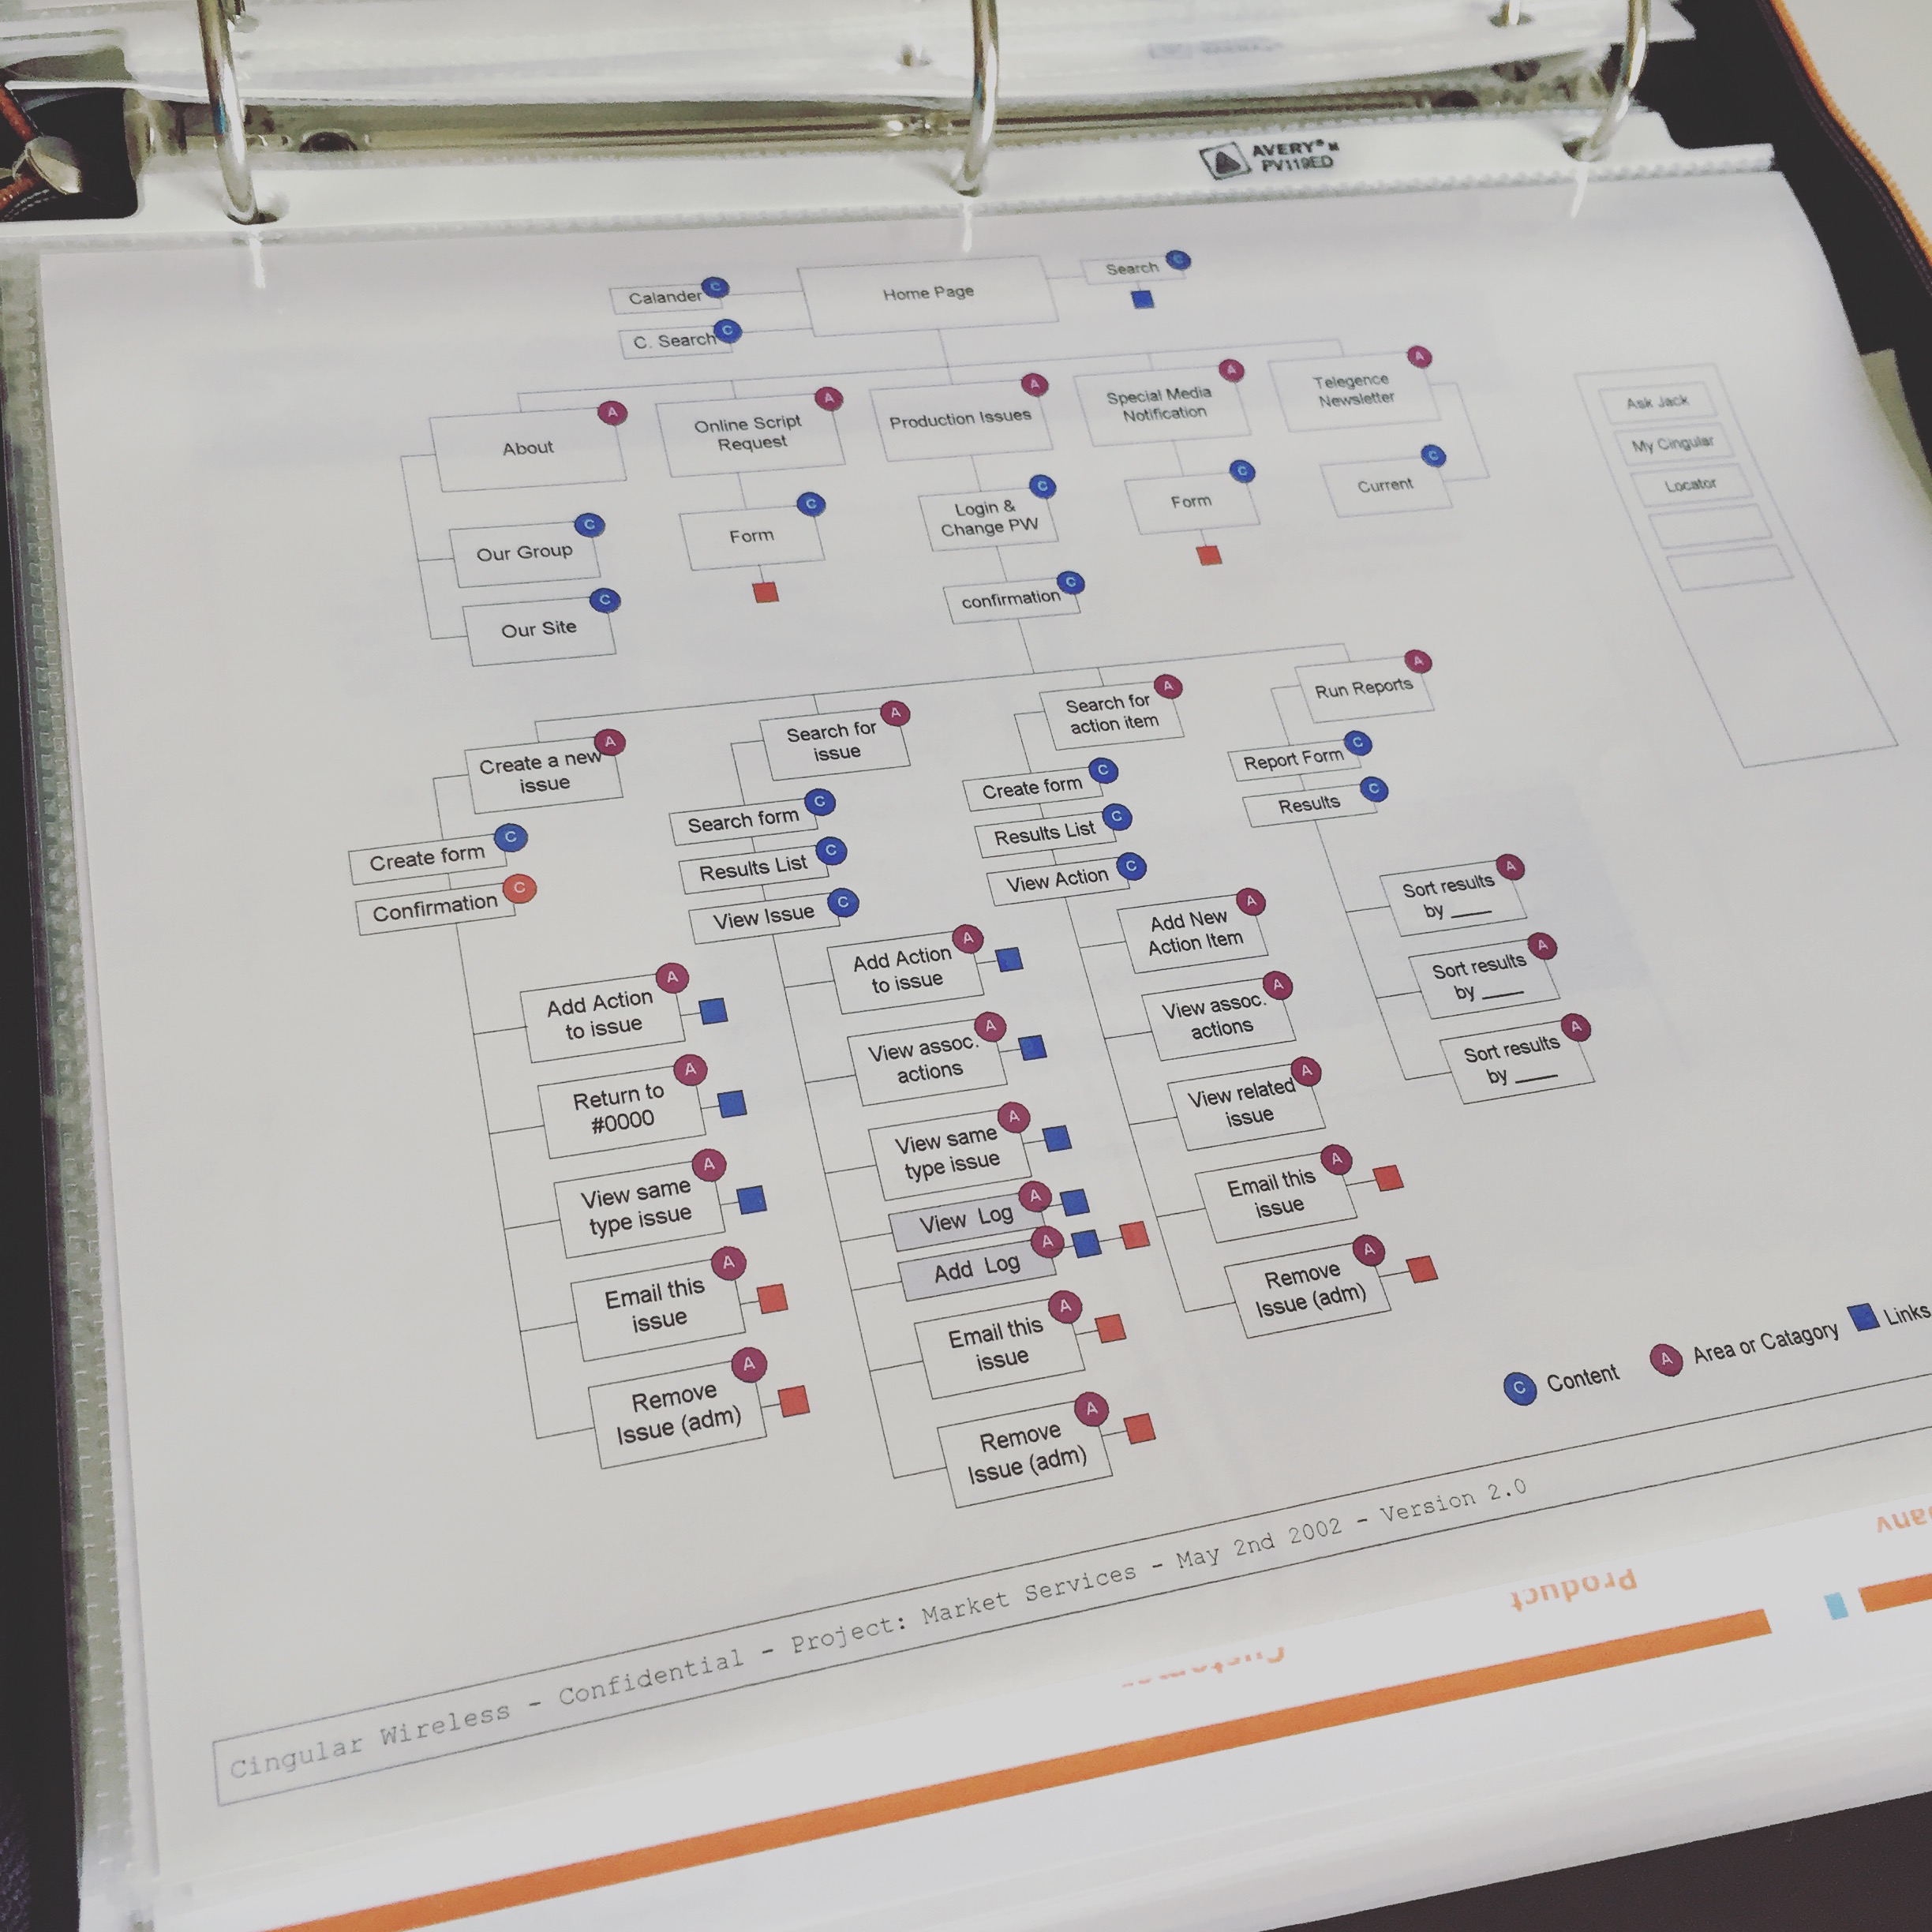 AVERY®
PV119ED
Home Page
Search
C
Calander
C
C. Search
C
About
A
Online Script
Request
A
Production Issues
A
Special Media
Notification
A
Telegence
Newsletter
A
Ask Jack
My Cingular
Locator
Our Group
C
Our Site
C
Form
C
Login &
Change PW
C
confirmation
C
Form
C
Current
C
Create a new
issue
A
Search for
issue
A
Search for
action item
A
Run Reports
A
Create form
C
Confirmation
C
Search form
C
Results List
C
View Issue
C
Create form
C
Results List
C
View Action
C
Report Form
C
Results
C
Add Action
to issue
A
Return to
#0000
A
View same
type issue
A
Email this
issue
A
Remove
Issue (adm)
A
Add Action
to issue
A
View assoc.
actions
A
View same
type issue
A
View Log
A
Add Log
A
Email this
issue
A
Remove
Issue (adm)
A
Add New
Action Item
A
View assoc.
actions
A
View related
issue
A
Email this
issue
A
Remove
Issue (adm)
A
Sort results
by ____
A
Sort results
by ____
A
Sort results
by ____
A
C Content
A Area or Catagory
Links
Cingular Wireless - Confidential - Project: Market Services - May 2nd 2002 - Version 2.0
Product